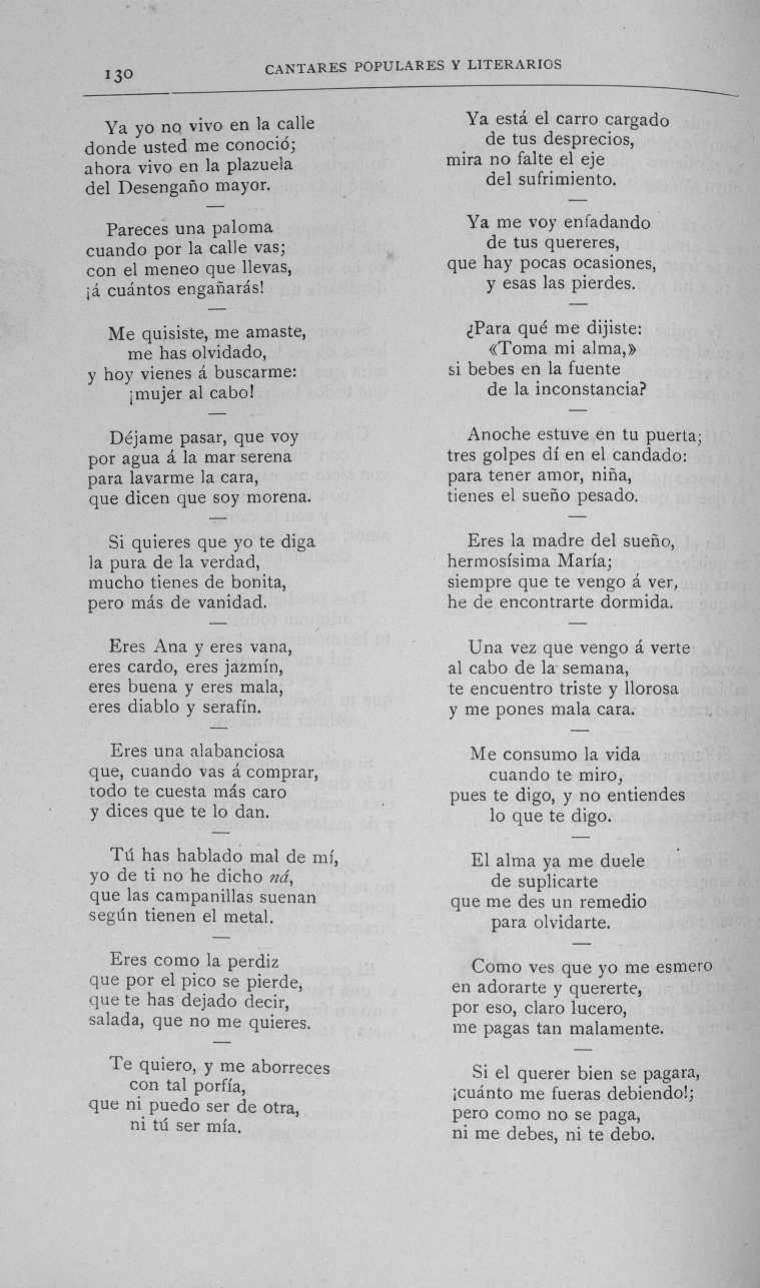 130
CANTARES POPULARES Y LITERARIOS
Ya yo no vivo en la calle
donde usted me conoció;
ahora vivo en la plazuela
del Desengaño mayor.
Pareces una paloma
cuando por la calle vas;
con el meneo que llevas,
¡á cuántos engañarás!
Me quisiste, me amaste,
me has olvidado,
y hoy vienes á buscarme:
¡mujer al cabo!
Déjame pasar, que voy
por agua á la mar serena
para lavarme la cara,
que dicen que soy morena.
Si quieres que yo te diga
la pura de la verdad,
mucho tienes de bonita,
pero más de vanidad.
Eres Ana y eres vana,
eres cardo, eres jazmín,
eres buena y eres mala,
eres diablo y serafín.
Eres una alabanciosa
que, cuando vas á comprar,
todo te cuesta más caro
y dices que te lo dan.
Tú has hablado mal de mí,
yo de ti no he dicho ná,
que las campanillas suenan
según tienen el metal.
Eres como la perdiz
que por el pico se pierde,
que te has dejado decir,
salada, que no me quieres.
Te quiero, y me aborreces
con tal porfía,
que ni puedo ser de otra,
ni tú ser mía.
Ya está el carro cargado
de tus desprecios,
mira no falte el eje
del sufrimiento.
Ya me voy enfadando
de tus quereres,
que hay pocas ocasiones,
y esas las pierdes.
¿Para qué me dijiste:
«Toma mi alma,»
si bebes en la fuente
de la inconstancia?
Anoche estuve en tu puerta;
tres golpes dí en el candado:
para tener amor, niña,
tienes el sueño pesado.
Eres la madre del sueño,
hermosísima María;
siempre que te vengo á ver,
he de encontrarte dormida.
Una vez que vengo á verte
al cabo de la semana,
te encuentro triste y llorosa
y me pones mala cara.
Me consumo la vida
cuando te miro,
pues te digo, y no entiendes
lo que te digo.
El alma ya me duele
de suplicarte
que me des un remedio
para olvidarte.
Como ves que yo me esmero
en adorarte y quererte,
por eso, claro lucero,
me pagas tan malamente.
Si el querer bien se pagara,
¡cuánto me fueras debiendo!;
pero como no se paga,
ni me debes, ni te debo.